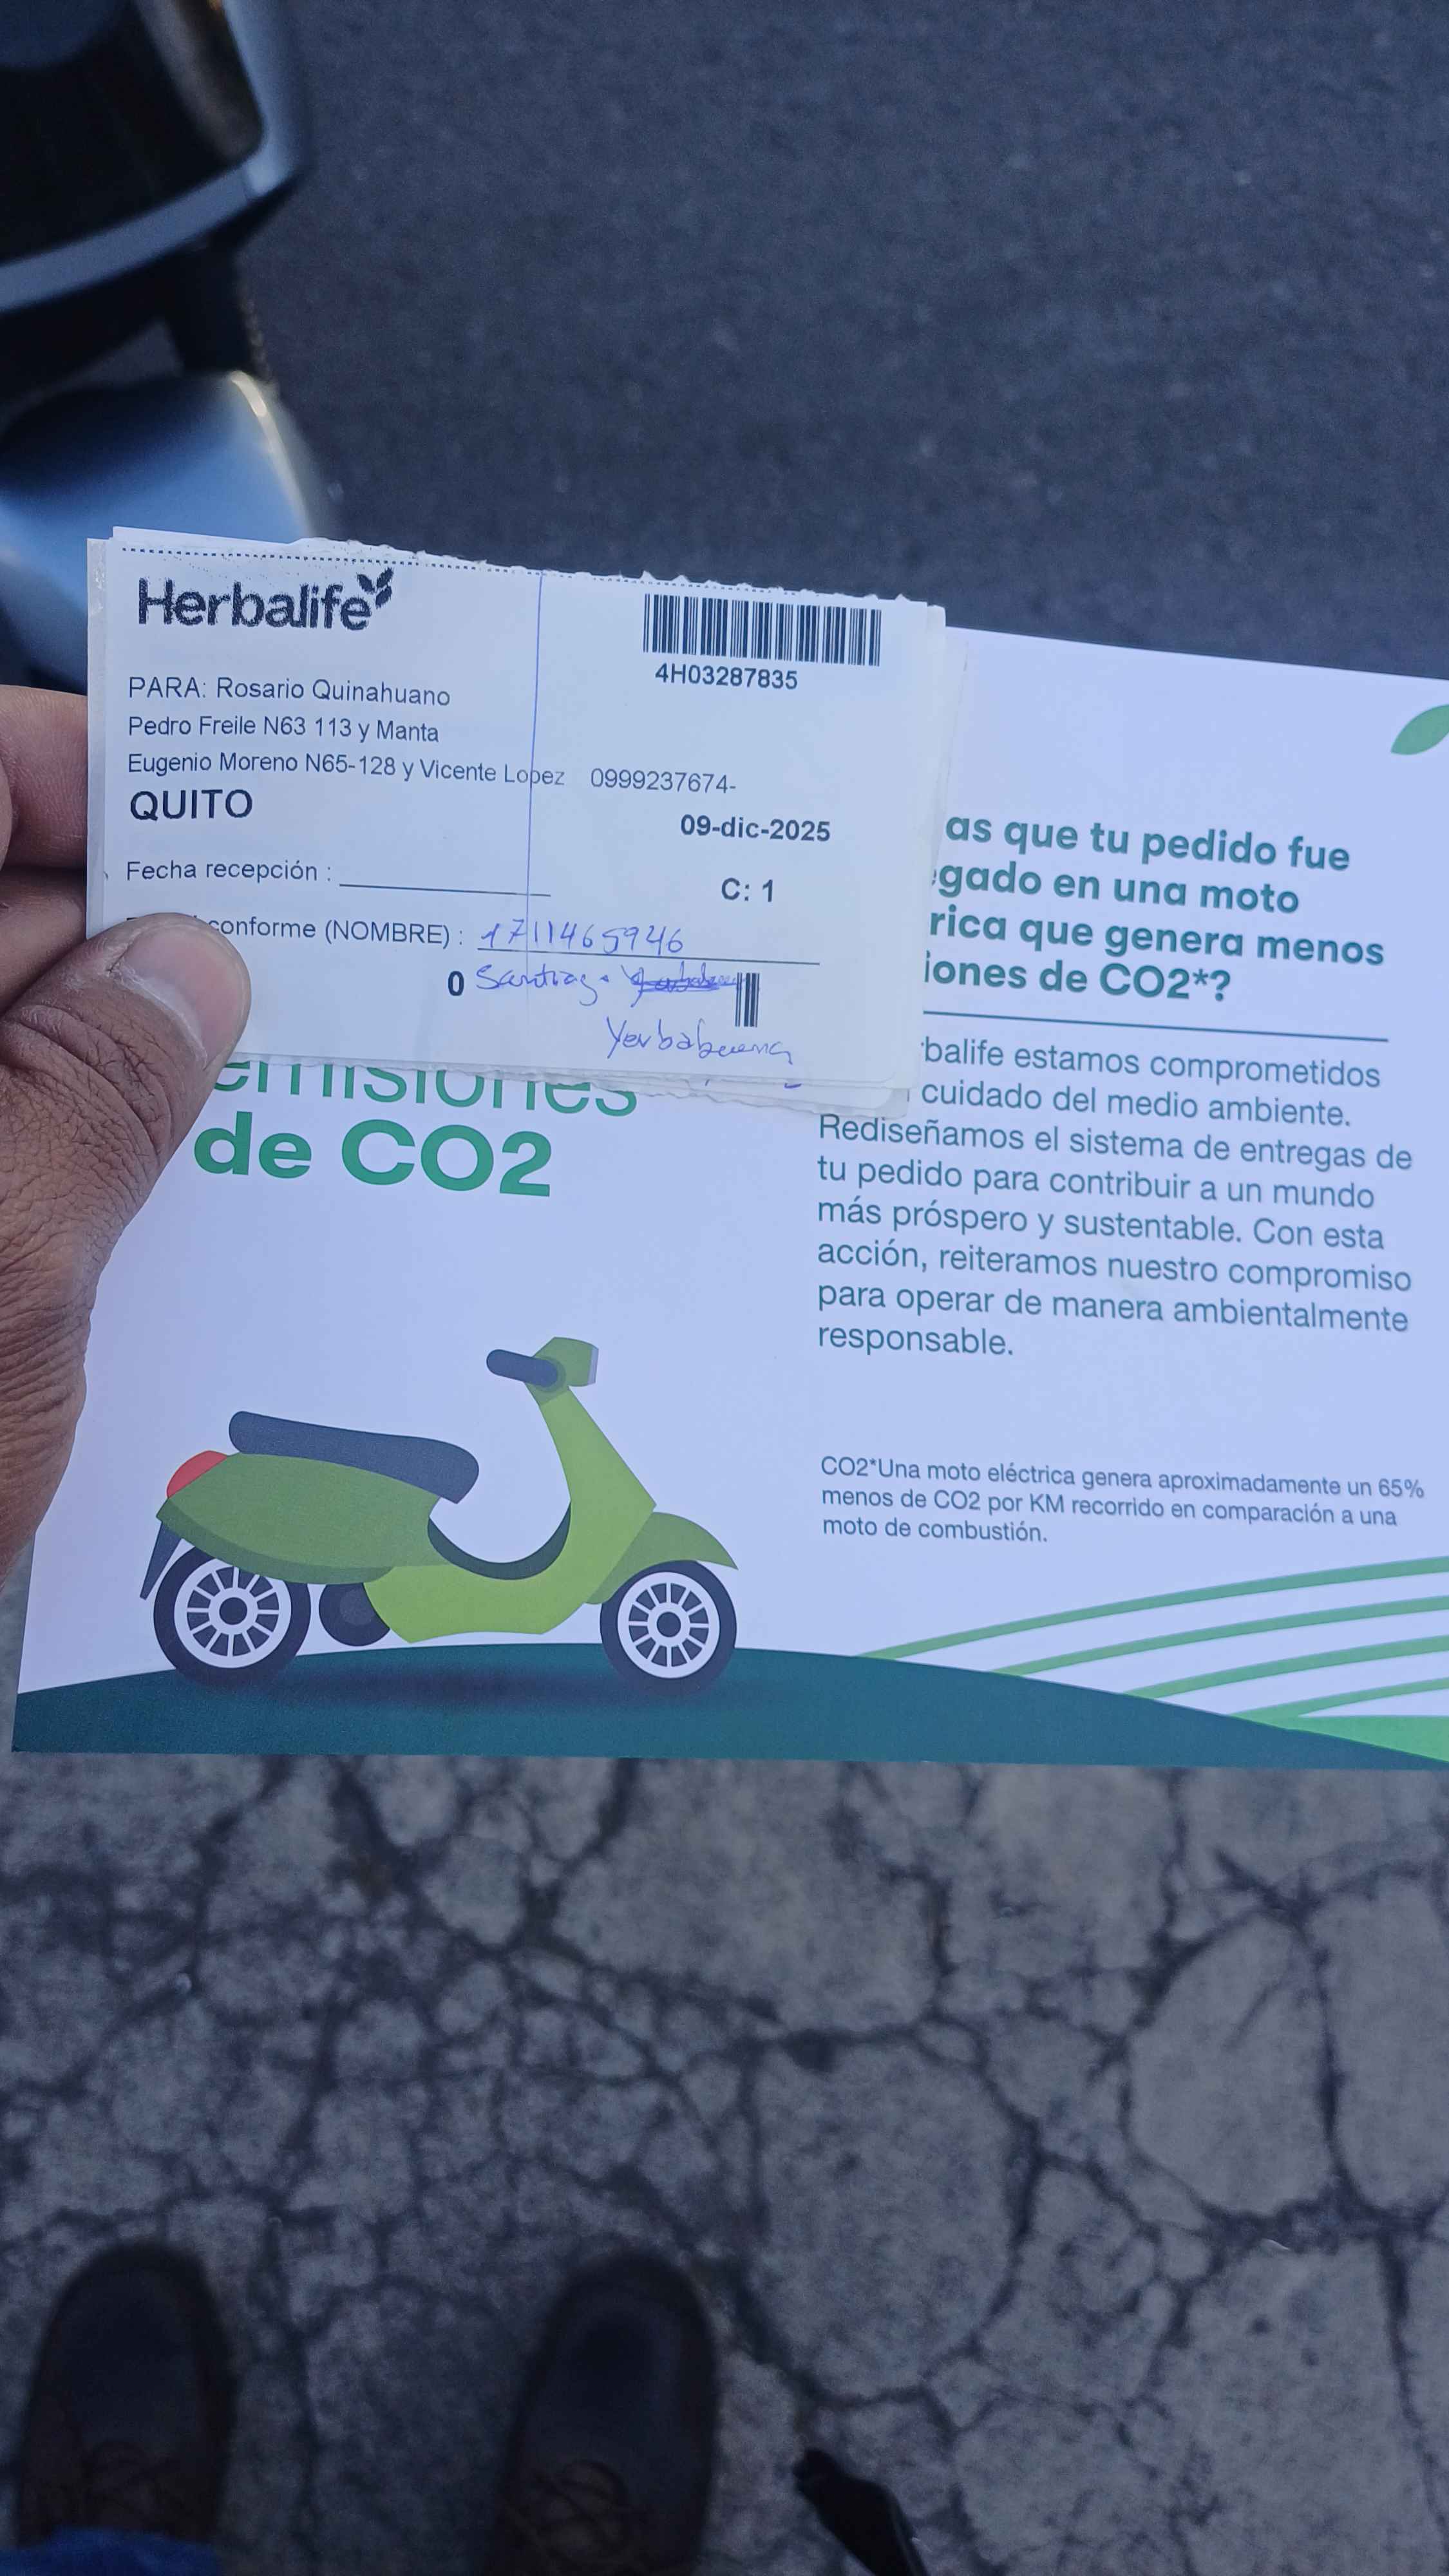 Herbalife
4H03287835
PARA: Rosario Quinahuano
Pedro Freile N63 113 y Manta
Eugenio Moreno N65-128 y Vicente Lopez 0999237674-
QUITO
09-dic-2025
Fecha recepción :
C: 1
conforme (NOMBRE) : 1711465946
0 Santiago
Yerbabuena
emisiones
de CO2
as que tu pedido fue
gado en una moto
rica que genera menos
iones de CO2*?
balife estamos comprometidos
cuidado del medio ambiente.
Rediseñamos el sistema de entregas de
tu pedido para contribuir a un mundo
más próspero y sustentable. Con esta
acción, reiteramos nuestro compromiso
para operar de manera ambientalmente
responsable.
CO2*Una moto eléctrica genera aproximadamente un 65%
menos de CO2 por KM recorrido en comparación a una
moto de combustión.